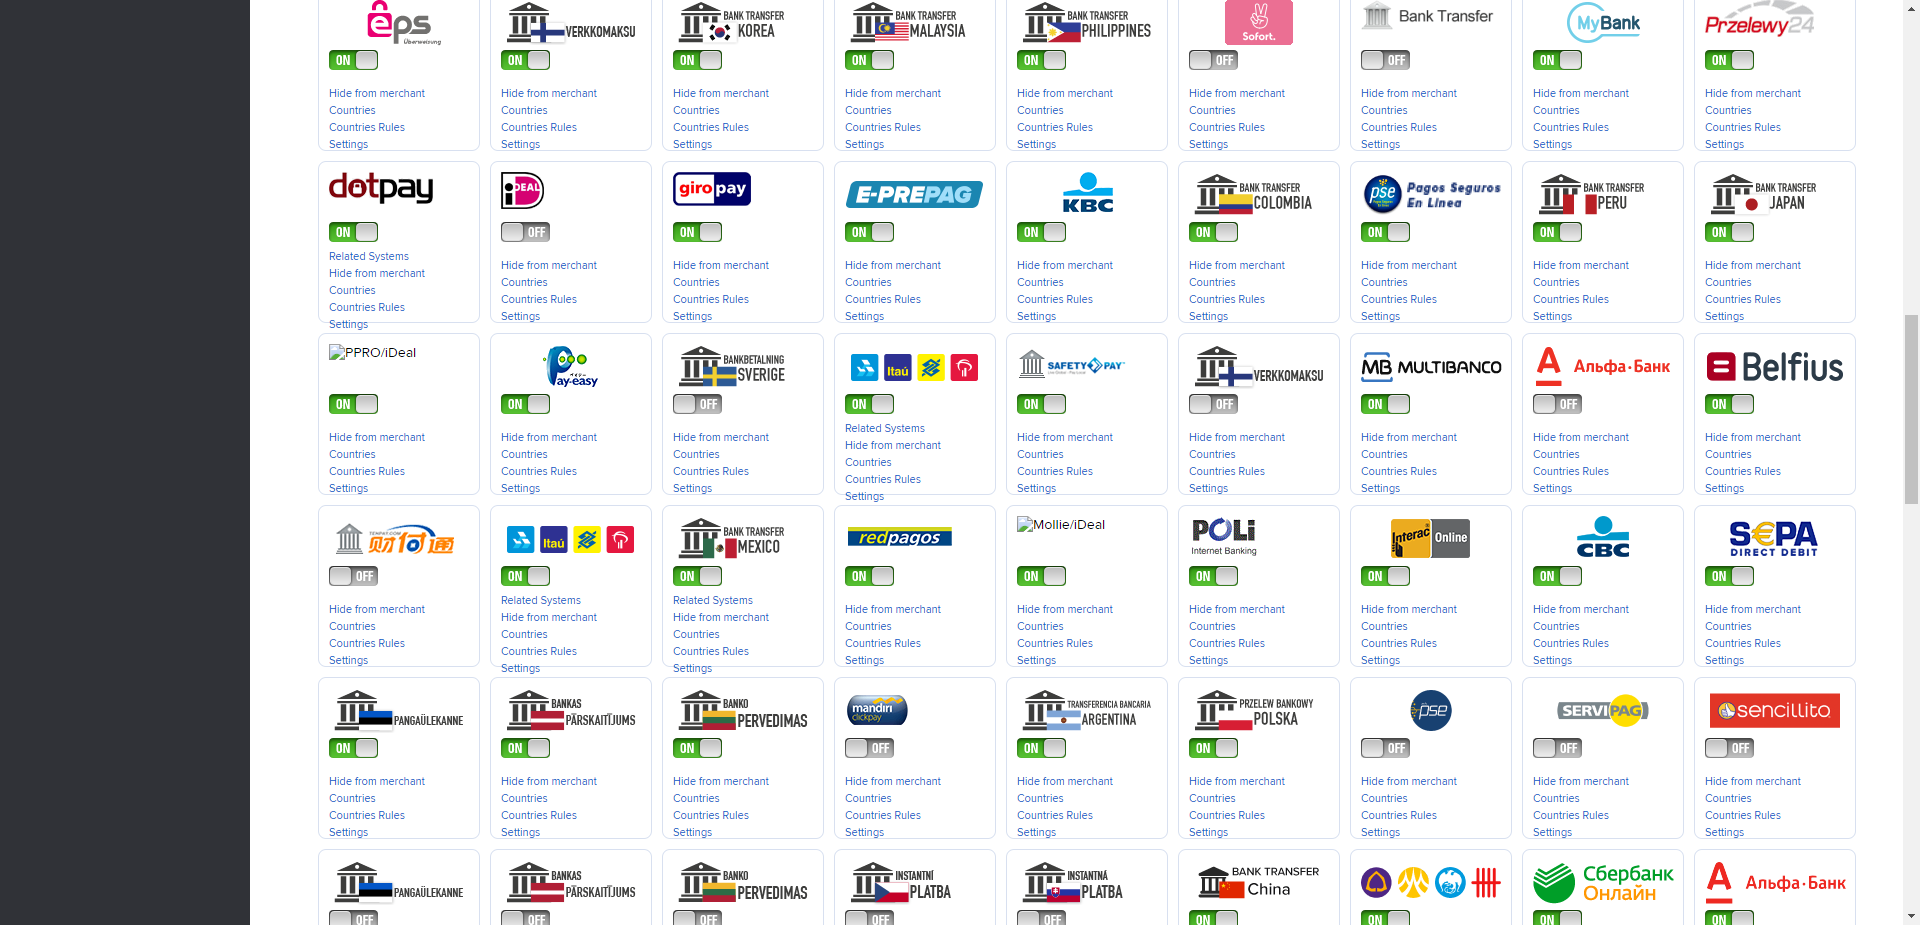 eps
Überweisung
VERKKOMAKSU
BANK TRANSFER
KOREA
BANK TRANSFER
MALAYSIA
BANK TRANSFER
PHILIPPINES
Sofort.
Bank Transfer
MyBank
Przelewy24
ON
ON
ON
ON
ON
OFF
OFF
ON
ON
Hide from merchant
Countries
Countries Rules
Settings
Hide from merchant
Countries
Countries Rules
Settings
Hide from merchant
Countries
Countries Rules
Settings
Hide from merchant
Countries
Countries Rules
Settings
Hide from merchant
Countries
Countries Rules
Settings
Hide from merchant
Countries
Countries Rules
Settings
Hide from merchant
Countries
Countries Rules
Settings
Hide from merchant
Countries
Countries Rules
Settings
Hide from merchant
Countries
Countries Rules
Settings
dotpay
iDEAL
giropay
E-PREPAG
KBC
BANK TRANSFER
COLOMBIA
pse
Pagos Seguros
En Línea
BANK TRANSFER
PERU
BANK TRANSFER
JAPAN
ON
OFF
ON
ON
ON
ON
ON
ON
ON
Related Systems
Hide from merchant
Countries
Countries Rules
Settings
Hide from merchant
Countries
Countries Rules
Settings
Hide from merchant
Countries
Countries Rules
Settings
Hide from merchant
Countries
Countries Rules
Settings
Hide from merchant
Countries
Countries Rules
Settings
Hide from merchant
Countries
Countries Rules
Settings
Hide from merchant
Countries
Countries Rules
Settings
Hide from merchant
Countries
Countries Rules
Settings
Hide from merchant
Countries
Countries Rules
Settings
PPRO/iDeal
Pay-easy
BANKBETALNING
SVERIGE
Itaú
SAFETYPAY
VERKKOMAKSU
MB MULTIBANCO
Альфа·Банк
Belfius
ON
ON
OFF
ON
ON
OFF
ON
OFF
ON
Hide from merchant
Countries
Countries Rules
Settings
Hide from merchant
Countries
Countries Rules
Settings
Hide from merchant
Countries
Countries Rules
Settings
Related Systems
Hide from merchant
Countries
Countries Rules
Settings
Hide from merchant
Countries
Countries Rules
Settings
Hide from merchant
Countries
Countries Rules
Settings
Hide from merchant
Countries
Countries Rules
Settings
Hide from merchant
Countries
Countries Rules
Settings
Hide from merchant
Countries
Countries Rules
Settings
TENPAY.COM
财付通
Itaú
BANK TRANSFER
MEXICO
redpagos
Mollie/iDeal
POLi
Internet Banking
Interac Online
CBC
SEPA
DIRECT DEBIT
OFF
ON
ON
ON
ON
ON
ON
ON
ON
Hide from merchant
Countries
Countries Rules
Settings
Related Systems
Hide from merchant
Countries
Countries Rules
Settings
Related Systems
Hide from merchant
Countries
Countries Rules
Settings
Hide from merchant
Countries
Countries Rules
Settings
Hide from merchant
Countries
Countries Rules
Settings
Hide from merchant
Countries
Countries Rules
Settings
Hide from merchant
Countries
Countries Rules
Settings
Hide from merchant
Countries
Countries Rules
Settings
Hide from merchant
Countries
Countries Rules
Settings
PANGAÜLEKANNE
BANKAS
PĀRSKAITĪJUMS
BANKO
PERVEDIMAS
mandiri
clickpay
TRANSFERENCIA BANCARIA
ARGENTINA
PRZELEW BANKOWY
POLSKA
pse
SERVIPAG
sencillito
ON
ON
ON
OFF
ON
ON
OFF
OFF
OFF
Hide from merchant
Countries
Countries Rules
Settings
Hide from merchant
Countries
Countries Rules
Settings
Hide from merchant
Countries
Countries Rules
Settings
Hide from merchant
Countries
Countries Rules
Settings
Hide from merchant
Countries
Countries Rules
Settings
Hide from merchant
Countries
Countries Rules
Settings
Hide from merchant
Countries
Countries Rules
Settings
Hide from merchant
Countries
Countries Rules
Settings
Hide from merchant
Countries
Countries Rules
Settings
PANGAÜLEKANNE
BANKAS
PĀRSKAITĪJUMS
BANKO
PERVEDIMAS
INSTANTNÍ
PLATBA
INSTANTNÁ
PLATBA
BANK TRANSFER
China
Сбербанк
Онлайн
Альфа·Банк
OFF
OFF
OFF
OFF
OFF
ON
ON
ON
ON